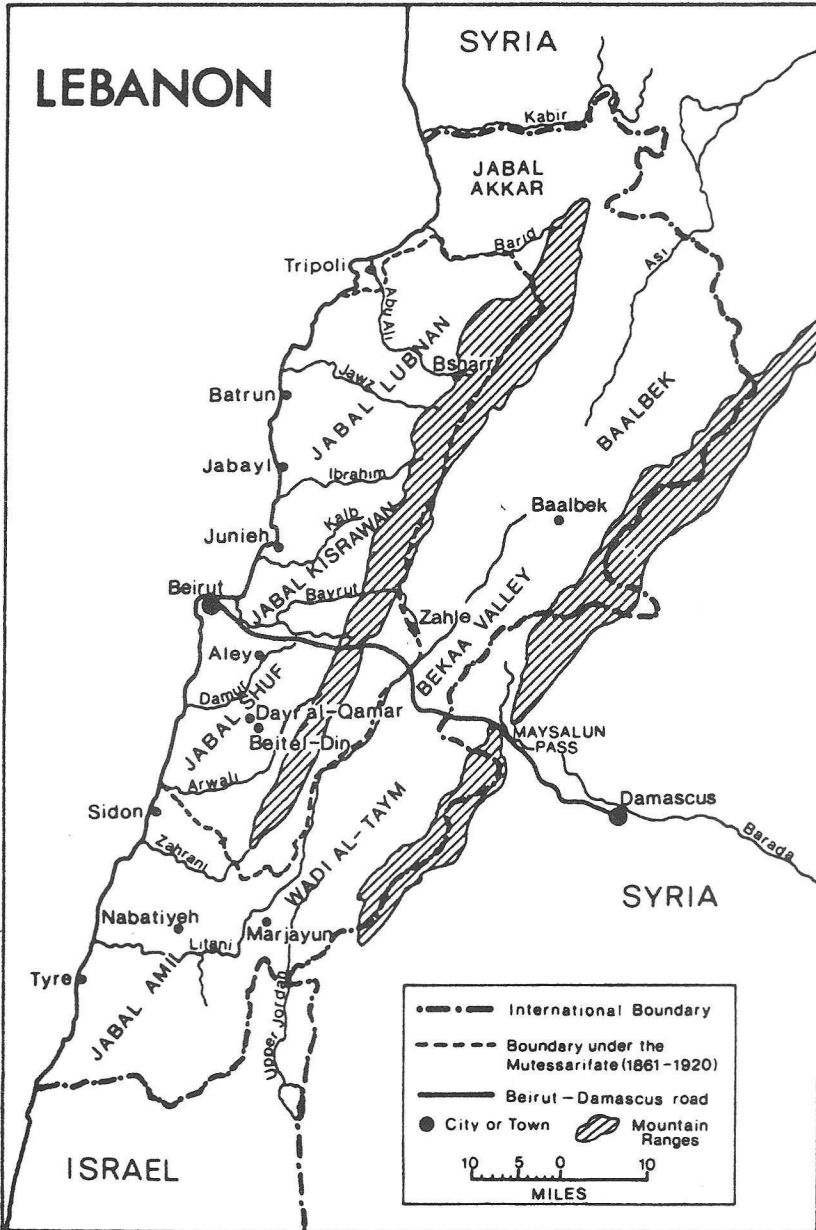 SYRIA
LEBANON
Kabir
JABAL
AKKAR
Barid
Asi
Tripoli
Abu Ali
JABAL LUBNAN
Bsharri
Jawz
Batrun
BAALBEK
Jabayl
Ibrahim
Baalbek
Kalb
Junieh
JABAL KISRAWAN
Beirut
Bayrut
Zahle
BEKAA VALLEY
Aley
Damur
JABAL SHUF
Dayr al-Qamar
Beitel-Din
MAYSALUN
PASS
Arwali
Sidon
Damascus
Zahrani
Barada
WADI AL-TAYM
SYRIA
Nabatiyeh
Marjayun
Litani
Tyre
JABAL AMIL
Upper Jordan
International Boundary
Boundary under the
Mutessarifate (1861-1920)
Beirut-Damascus road
City or Town
Mountain
Ranges
ISRAEL
10 5 0 10
MILES